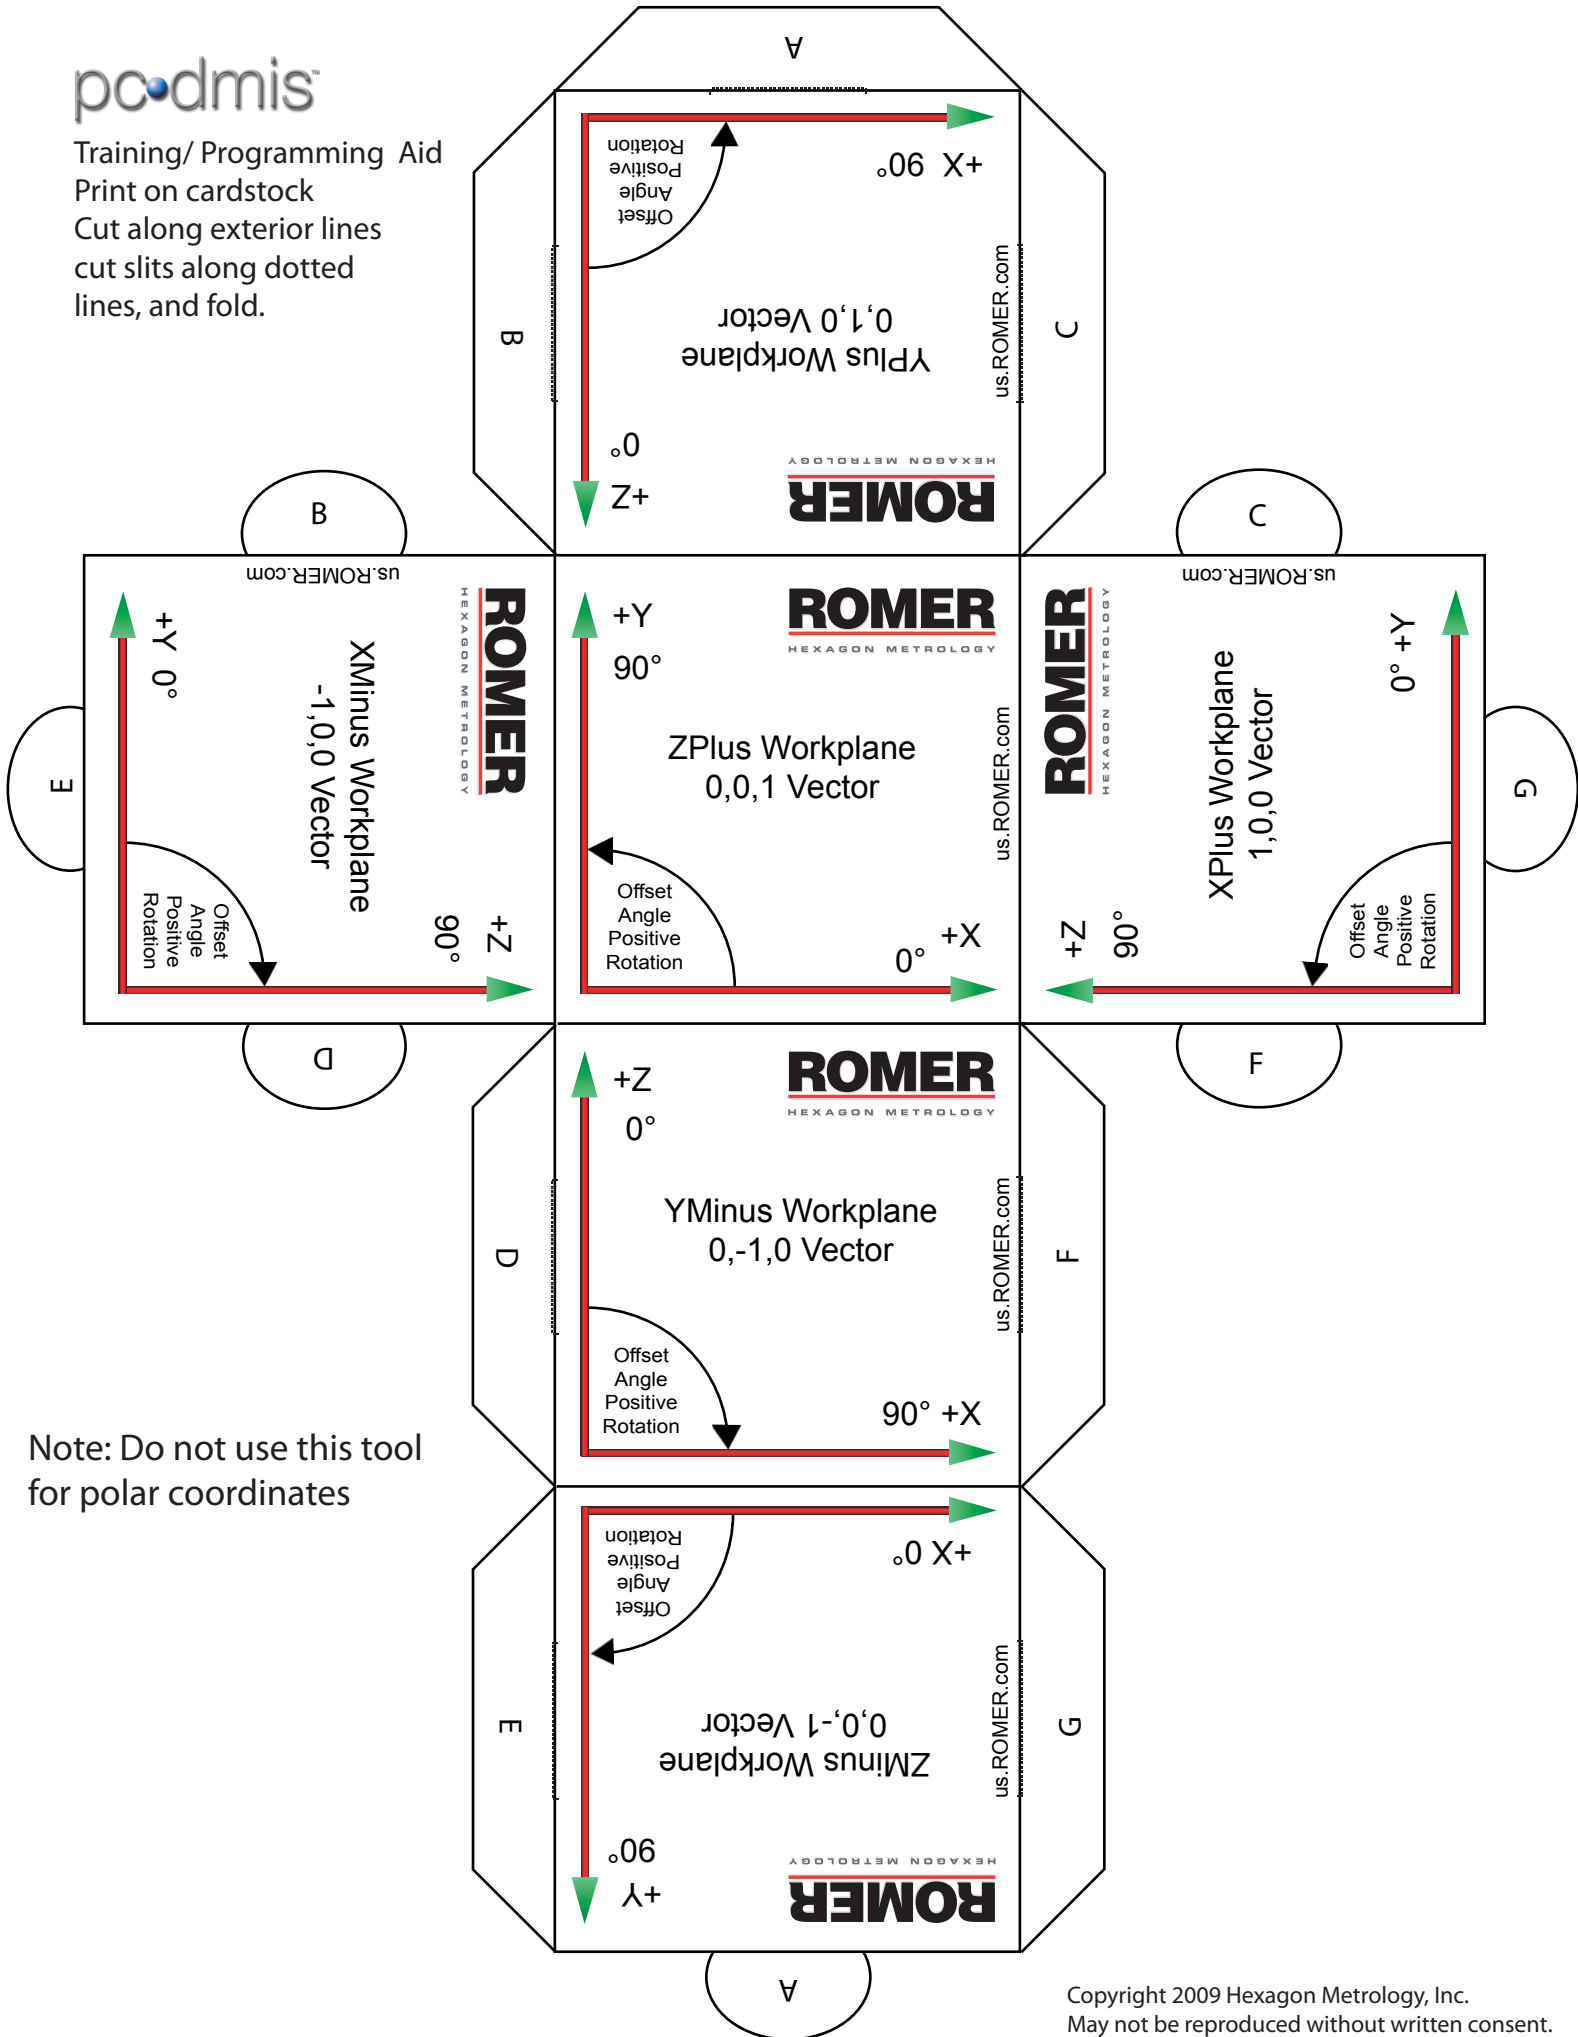 pc•dmis™
Training/ Programming Aid
Print on cardstock
Cut along exterior lines
cut slits along dotted
lines, and fold.
A
B
C
+X 90°
Offset
Angle
Positive
Rotation
YPlus Workplane
0,1,0 Vector
us.ROMER.com
+Z
0°
ROMER
HEXAGON METROLOGY
B
E
D
us.ROMER.com
+Y 0°
XMinus Workplane
-1,0,0 Vector
ROMER
HEXAGON METROLOGY
Offset
Angle
Positive
Rotation
+Z
90°
+Y
90°
ROMER
HEXAGON METROLOGY
ZPlus Workplane
0,0,1 Vector
us.ROMER.com
Offset
Angle
Positive
Rotation
+X
0°
C
G
F
us.ROMER.com
ROMER
HEXAGON METROLOGY
XPlus Workplane
1,0,0 Vector
0° +Y
+Z
90°
Offset
Angle
Positive
Rotation
D
F
+Z
0°
ROMER
HEXAGON METROLOGY
YMinus Workplane
0,-1,0 Vector
us.ROMER.com
Offset
Angle
Positive
Rotation
90° +X
Note: Do not use this tool
for polar coordinates
E
G
+X 0°
Offset
Angle
Positive
Rotation
ZMinus Workplane
0,0,-1 Vector
us.ROMER.com
+Y
90°
ROMER
HEXAGON METROLOGY
A
Copyright 2009 Hexagon Metrology, Inc.
May not be reproduced without written consent.